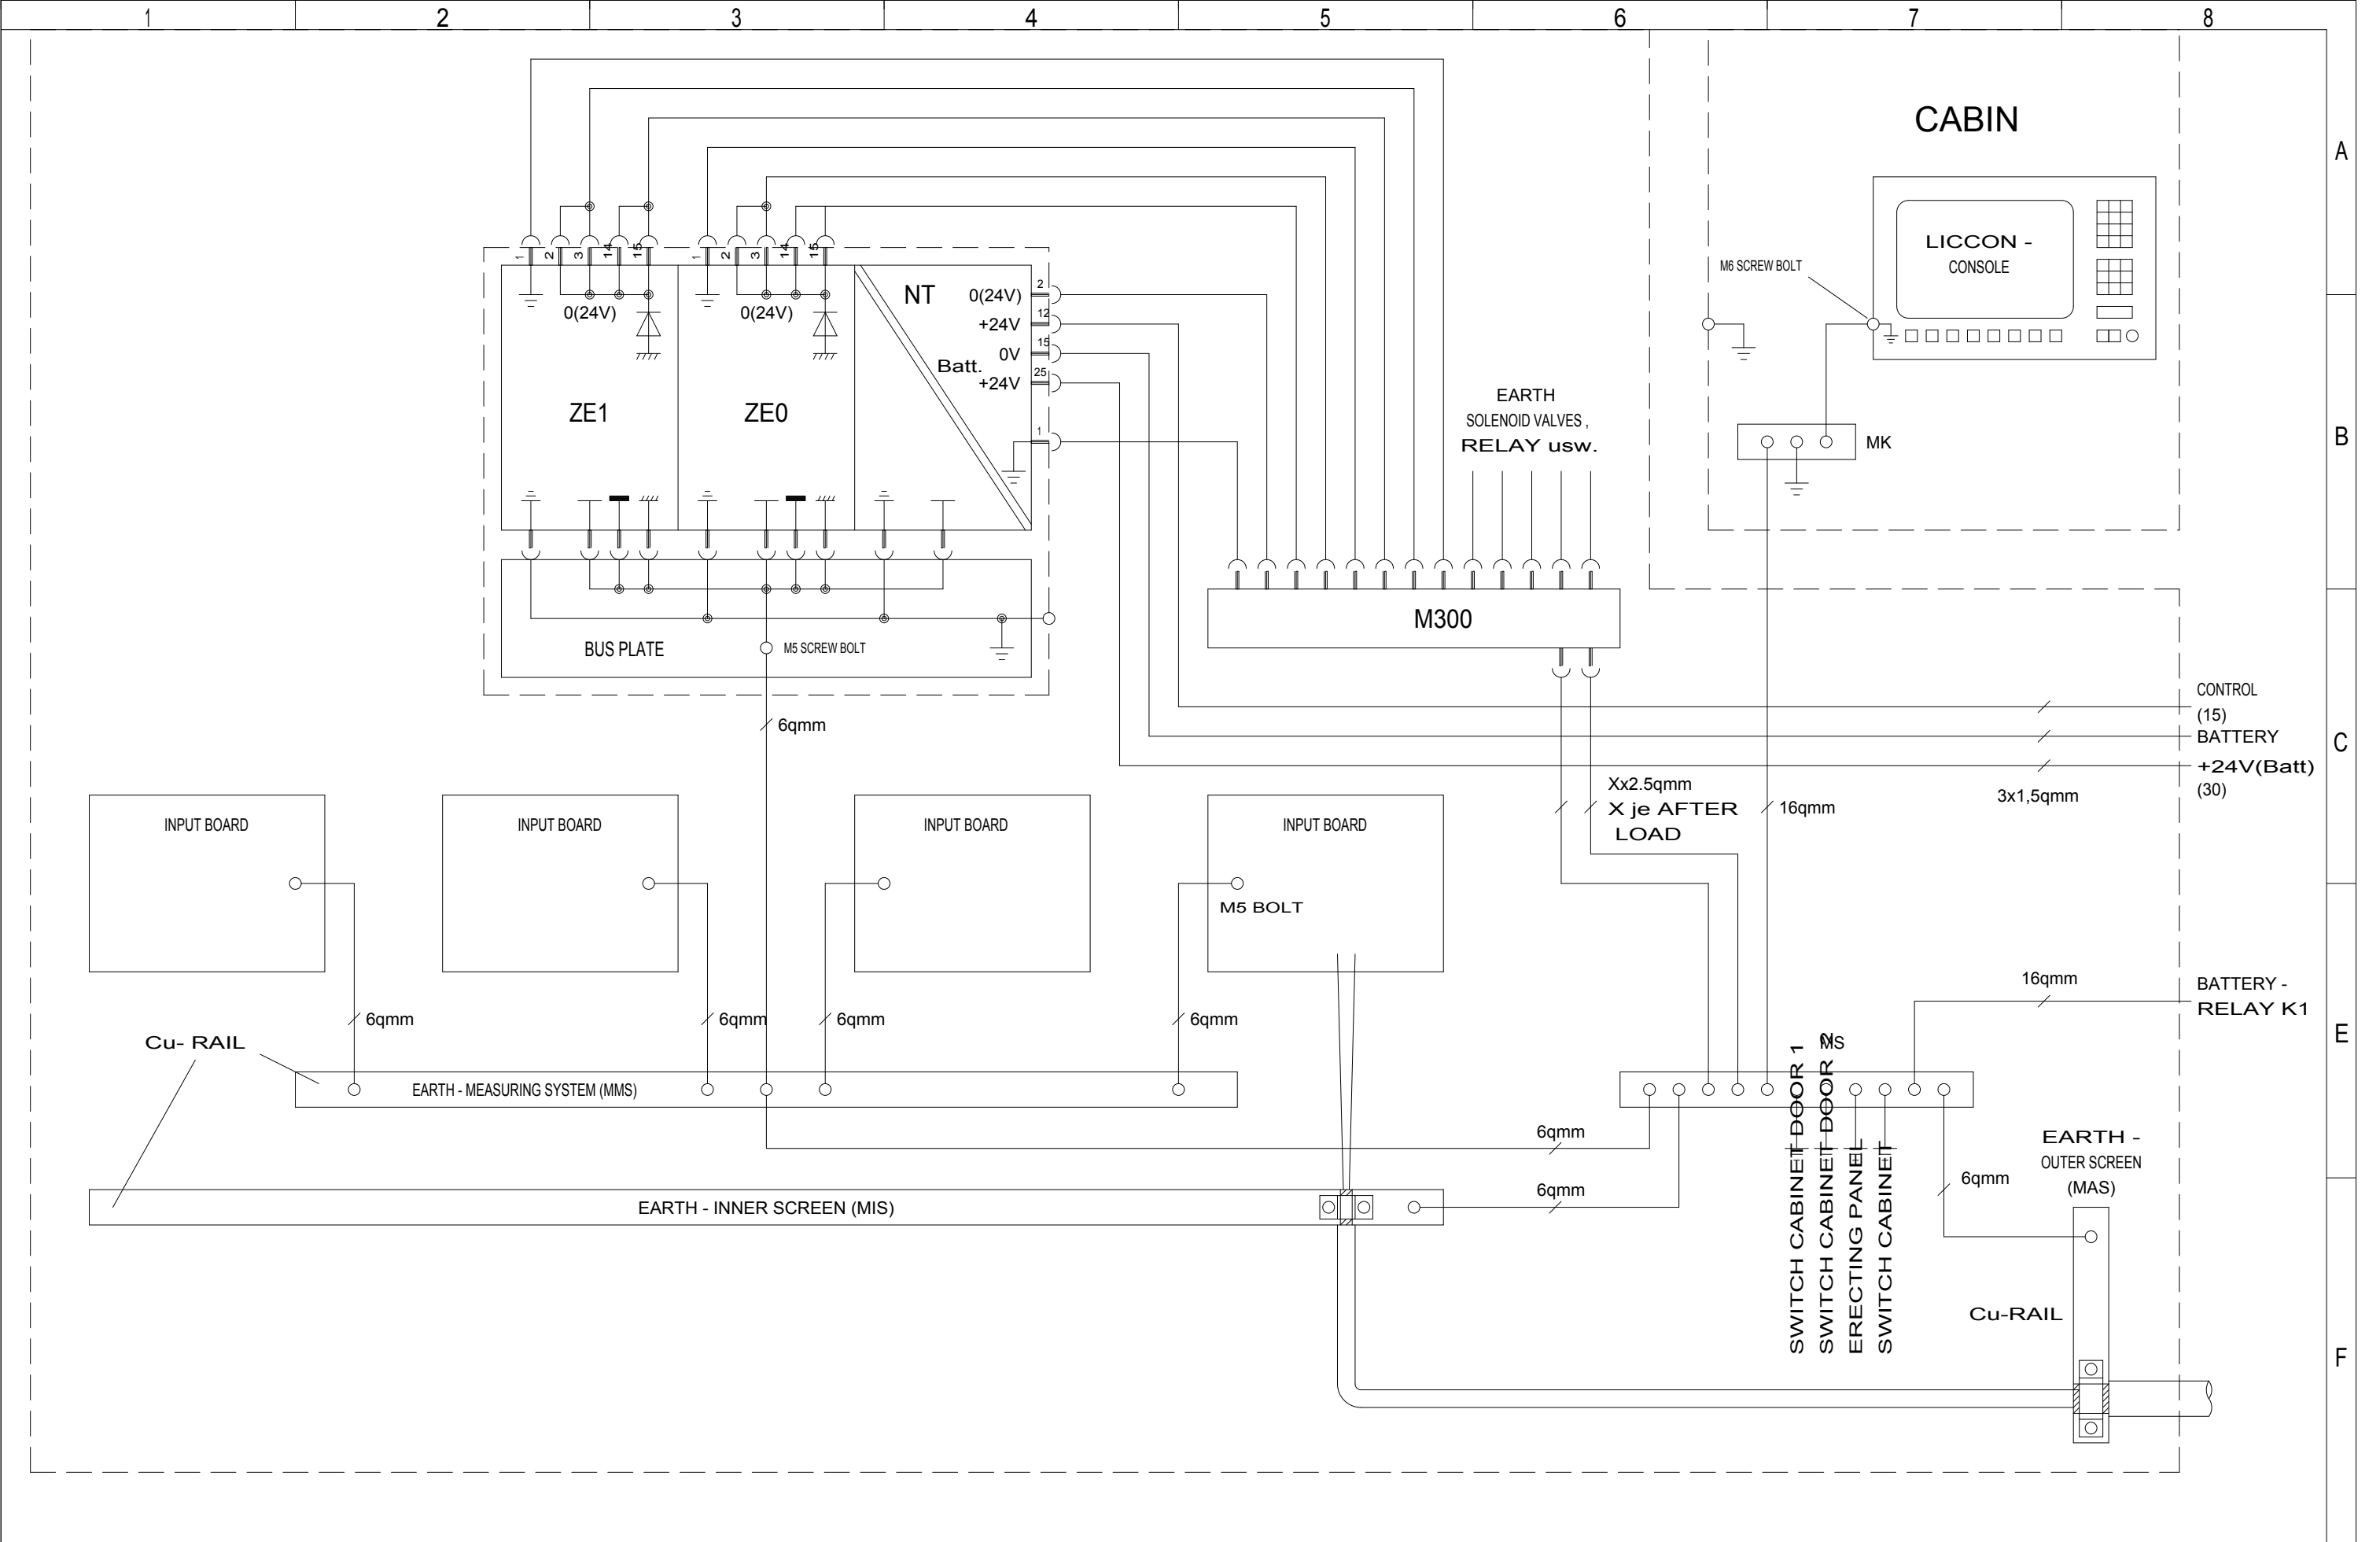 1 2 3 4 5 6 7 8
A
B
C
E
F
CABIN
LICCON -
CONSOLE
M6 SCREW BOLT
MK
1 2 3 14 15
1 2 3 14 15
0(24V)
0(24V)
ZE1
ZE0
NT
0(24V) 2
+24V 12
0V 15
Batt.
+24V 25
1
EARTH
SOLENOID VALVES ,
RELAY usw.
M300
BUS PLATE
M5 SCREW BOLT
6qmm
CONTROL
(15)
BATTERY
+24V(Batt)
(30)
3x1,5qmm
Xx2.5qmm
X je AFTER
LOAD
16qmm
INPUT BOARD
INPUT BOARD
INPUT BOARD
INPUT BOARD
M5 BOLT
6qmm
6qmm
6qmm
6qmm
16qmm
BATTERY -
RELAY K1
Cu- RAIL
EARTH - MEASURING SYSTEM (MMS)
MS
SWITCH CABINET DOOR 1
SWITCH CABINET DOOR 2
ERECTING PANEL
SWITCH CABINET
6qmm
6qmm
6qmm
EARTH - INNER SCREEN (MIS)
EARTH -
OUTER SCREEN
(MAS)
Cu-RAIL